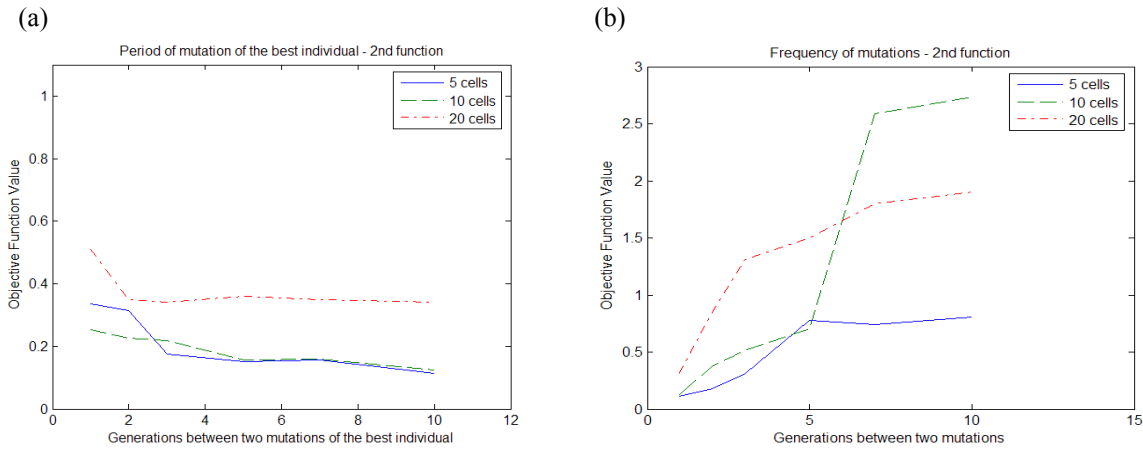 (a)
Period of mutation of the best individual - 2nd function
5 cells
10 cells
20 cells
1
0.8
0.6
0.4
0.2
0
0 2 4 6 8 10 12
Objective Function Value
Generations between two mutations of the best individual
(b)
Frequency of mutations - 2nd function
5 cells
10 cells
20 cells
3
2.5
2
1.5
1
0.5
0
0 5 10 15
Objective Function Value
Generations between two mutations